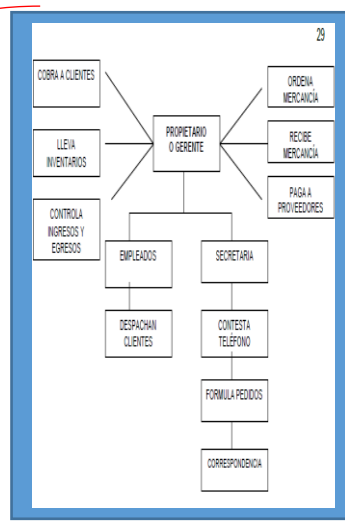 29
COBRA A CLIENTES
LLEVA
INVENTARIOS
CONTROLA
INGRESOS Y
EGRESOS
PROPIETARIO
O GERENTE
ORDENA
MERCANCÍA
RECIBE
MERCANCÍA
PAGA A
PROVEEDORES
EMPLEADOS
DESPACHAN
CLIENTES
SECRETARIA
CONTESTA
TELÉFONO
FORMULA PEDIDOS
CORRESPONDENCIA